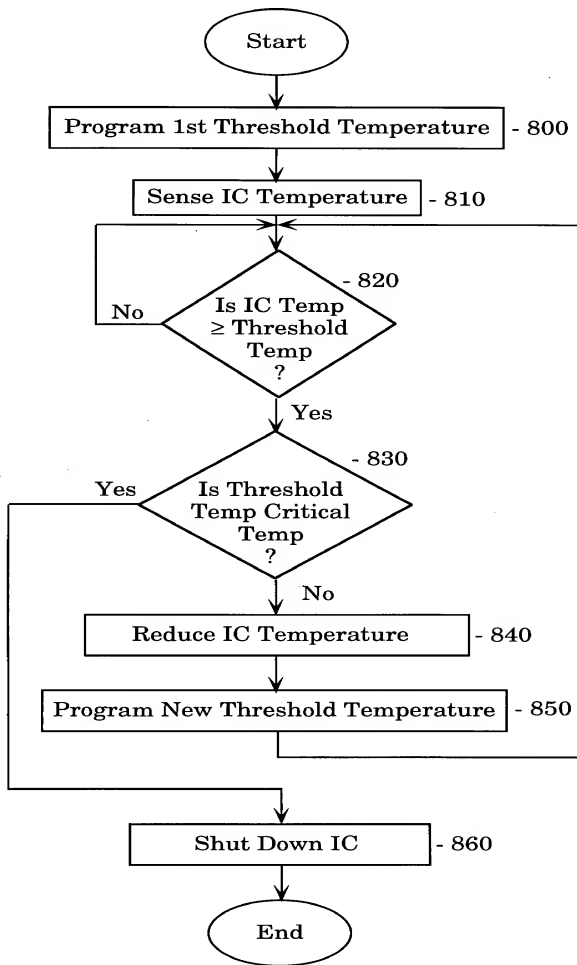 Start
Program 1st Threshold Temperature - 800
Sense IC Temperature - 810
- 820
Is IC Temp
≥ Threshold
Temp
?
No
Yes
- 830
Yes
Is Threshold
Temp Critical
Temp
?
No
Reduce IC Temperature - 840
Program New Threshold Temperature - 850
Shut Down IC - 860
End